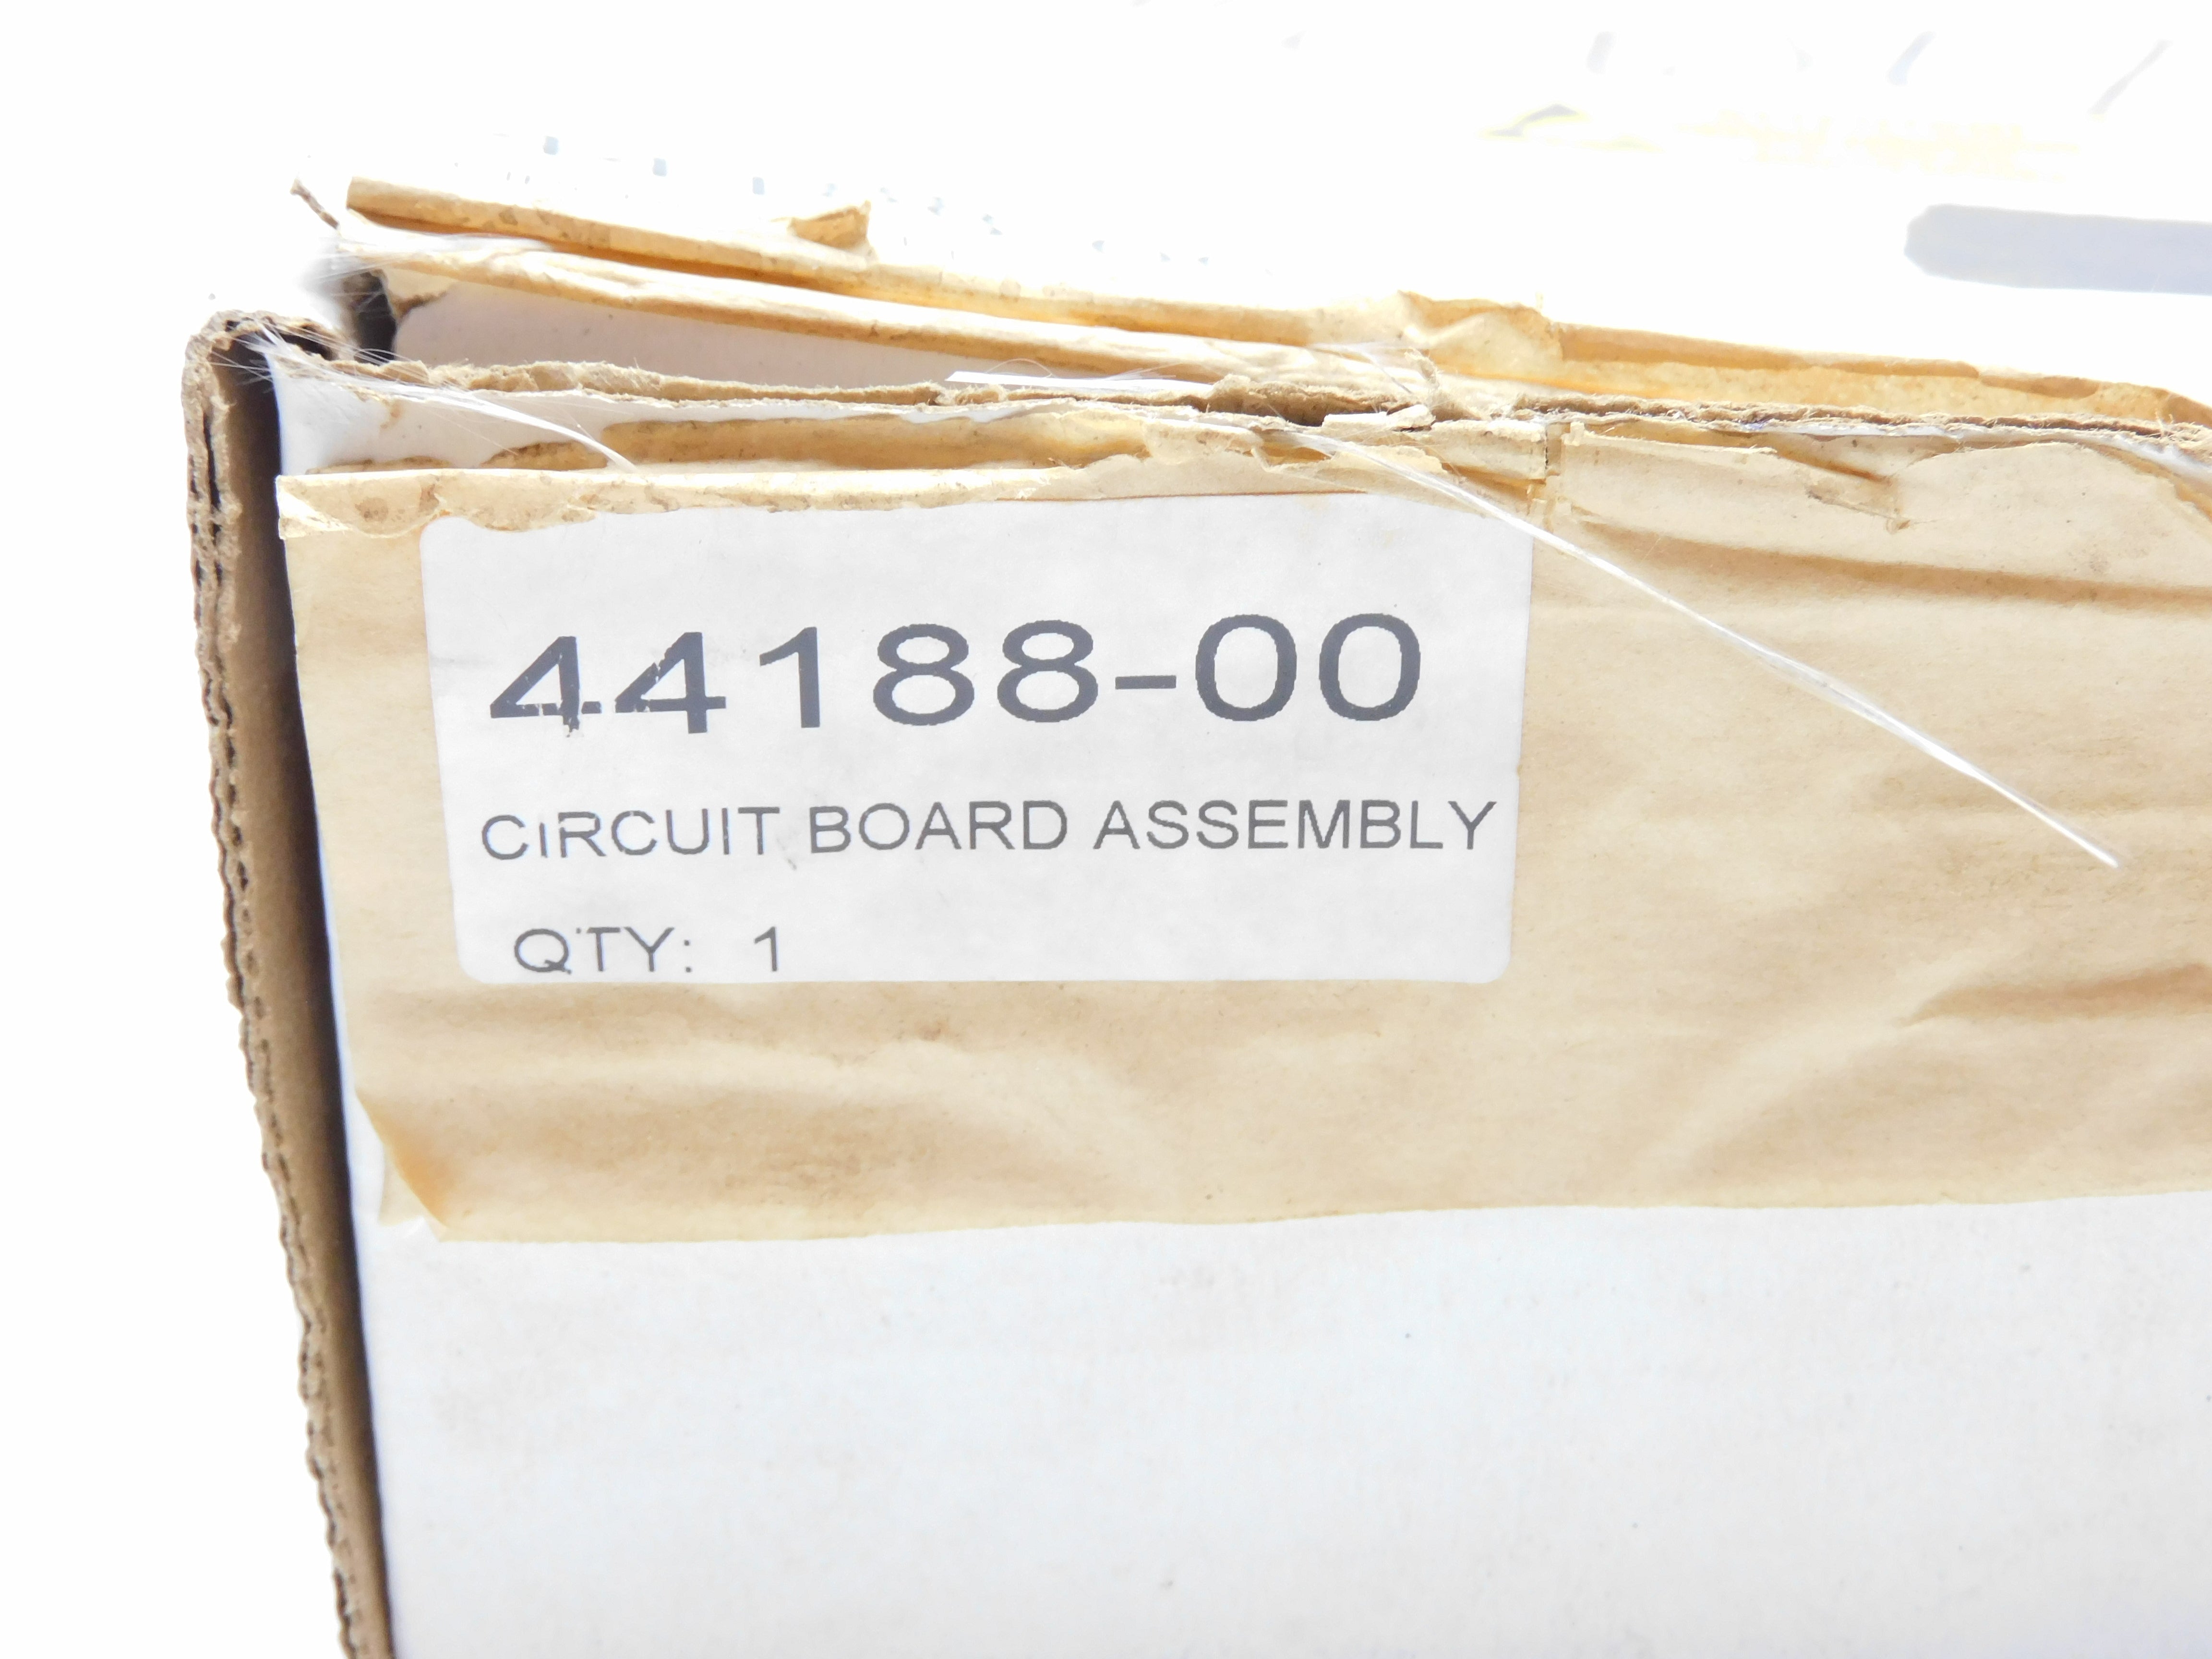 44188-00
CIRCUIT BOARD ASSEMBLY
QTY: 1